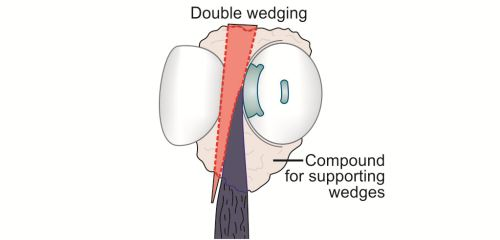 Double wedging
Compound
for supporting
wedges